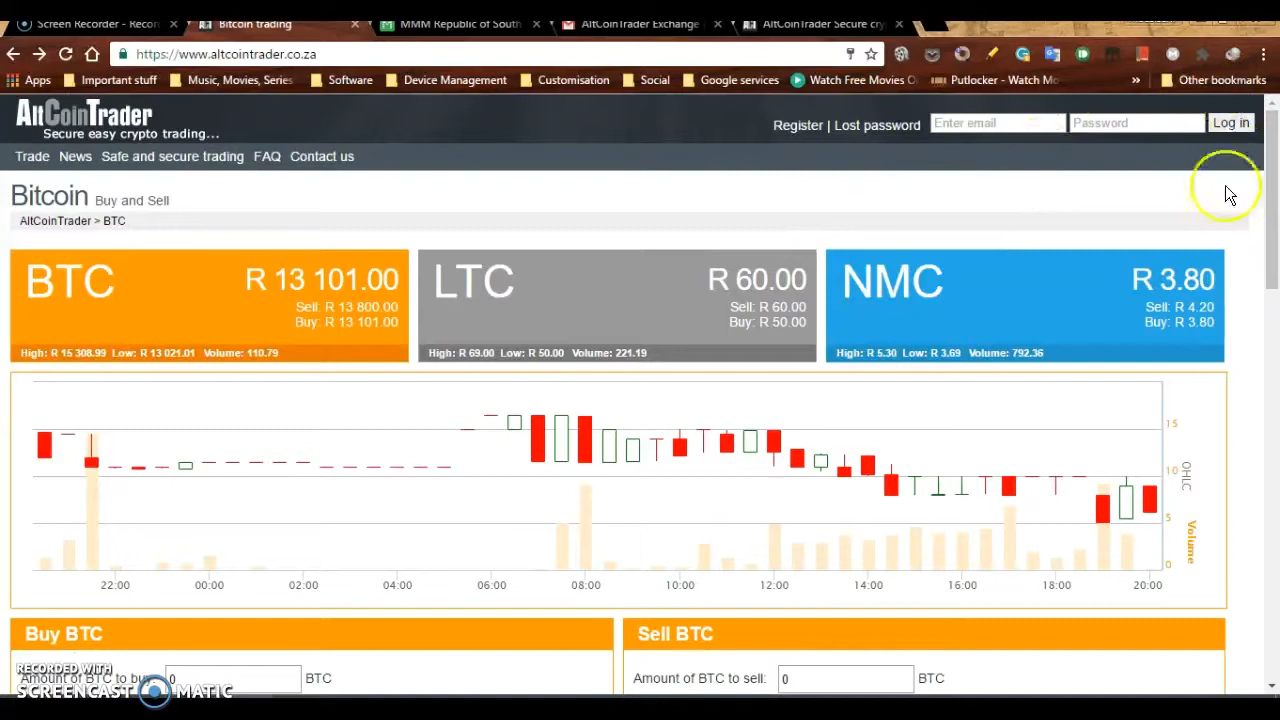 Screen Recorder - Recor
Bitcoin trading
MMM Republic of South
AltCoinTrader Exchange
AltCoinTrader Secure cry
https://www.altcointrader.co.za
Apps Important stuff Music, Movies, Series Software Device Management Customisation Social Google services Watch Free Movies O Putlocker - Watch Mo » Other bookmarks
AltCoinTrader
Secure easy crypto trading...
Register | Lost password Enter email Password Log in
Trade News Safe and secure trading FAQ Contact us
Bitcoin Buy and Sell
AltCoinTrader > BTC
BTC R 13 101.00
Sell: R 13 800.00
Buy: R 13 101.00
High: R 15 308.99 Low: R 13 021.01 Volume: 110.79
LTC R 60.00
Sell: R 60.00
Buy: R 50.00
High: R 69.00 Low: R 50.00 Volume: 221.19
NMC R 3.80
Sell: R 4.20
Buy: R 3.80
High: R 5.30 Low: R 3.69 Volume: 792.36
15
10
5
0
OHLC
Volume
22:00 00:00 02:00 04:00 06:00 08:00 10:00 12:00 14:00 16:00 18:00 20:00
Buy BTC
Amount of BTC to buy: 0 BTC
Sell BTC
Amount of BTC to sell: 0 BTC
RECORDED WITH
SCREENCAST MATIC